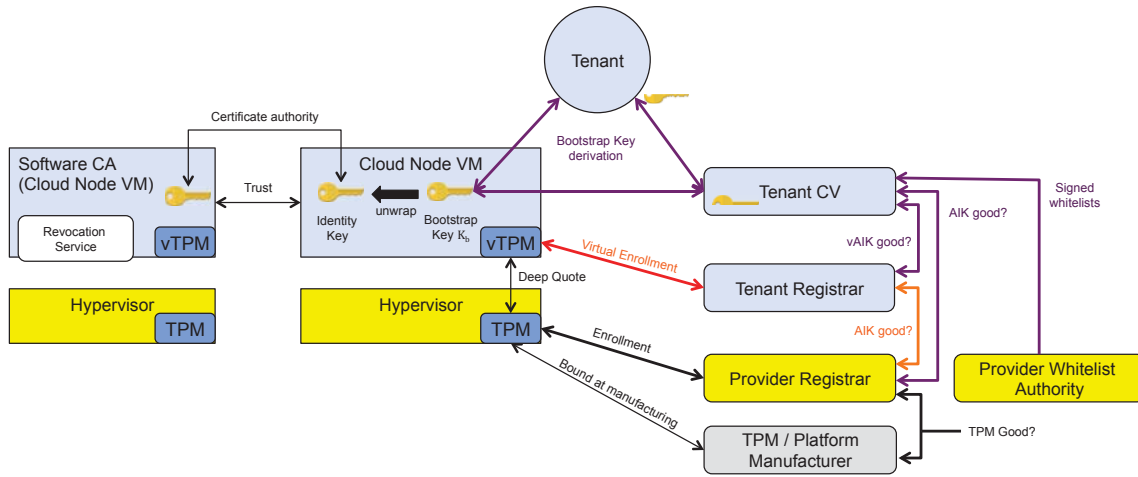 Tenant
Certificate authority
Bootstrap Key
derivation
Software CA
(Cloud Node VM)
Cloud Node VM
Trust
unwrap
Identity
Key
Bootstrap
Key Kb
Revocation
Service
vTPM
vTPM
Tenant CV
Signed
whitelists
AIK good?
vAIK good?
Virtual Enrollment
Deep Quote
Tenant Registrar
Hypervisor
TPM
Hypervisor
TPM
Enrollment
AIK good?
Provider Registrar
Provider Whitelist
Authority
Bound at manufacturing
TPM / Platform
Manufacturer
TPM Good?